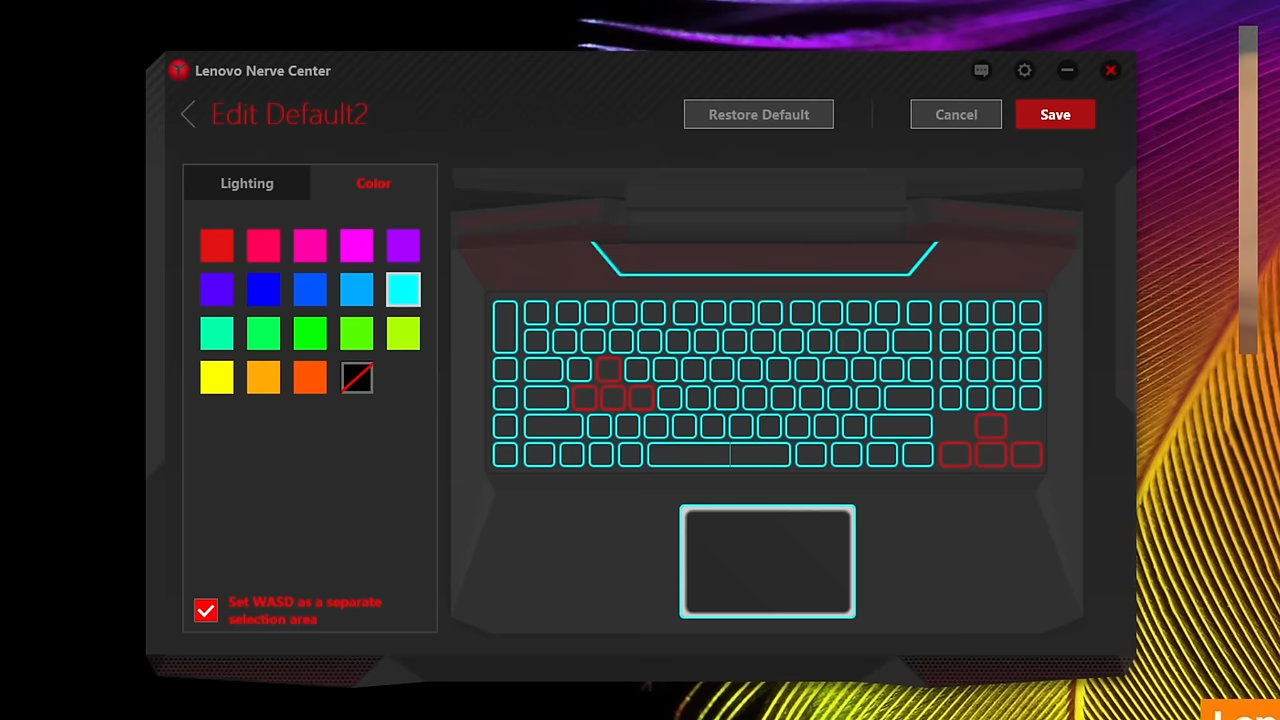 Lenovo Nerve Center
Edit Default2
Restore Default
Cancel
Save
Lighting
Color
Set WASD as a separate
selection area